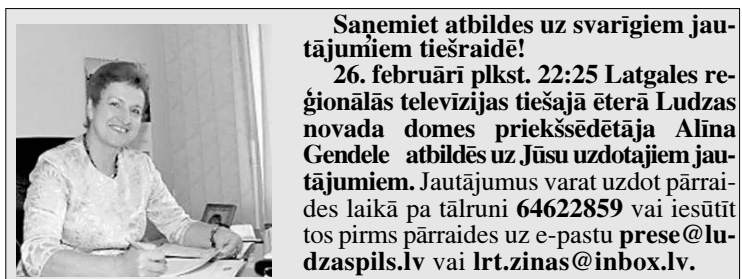 Saņemiet atbildes uz svarīgiem jau-
tājumiem tiešraidē!
26. februārī plkst. 22:25 Latgales re-
ģionālās televīzijas tiešajā ēterā Ludzas
novada domes priekšsēdētāja Alīna
Gendele atbildēs uz Jūsu uzdotajiem jau-
tājumiem. Jautājumus varat uzdot pārrai-
des laikā pa tālruni 64622859 vai iesūtīt
tos pirms pārraides uz e-pastu prese@lu-
dzaspils.lv vai lrt.zinas@inbox.lv.